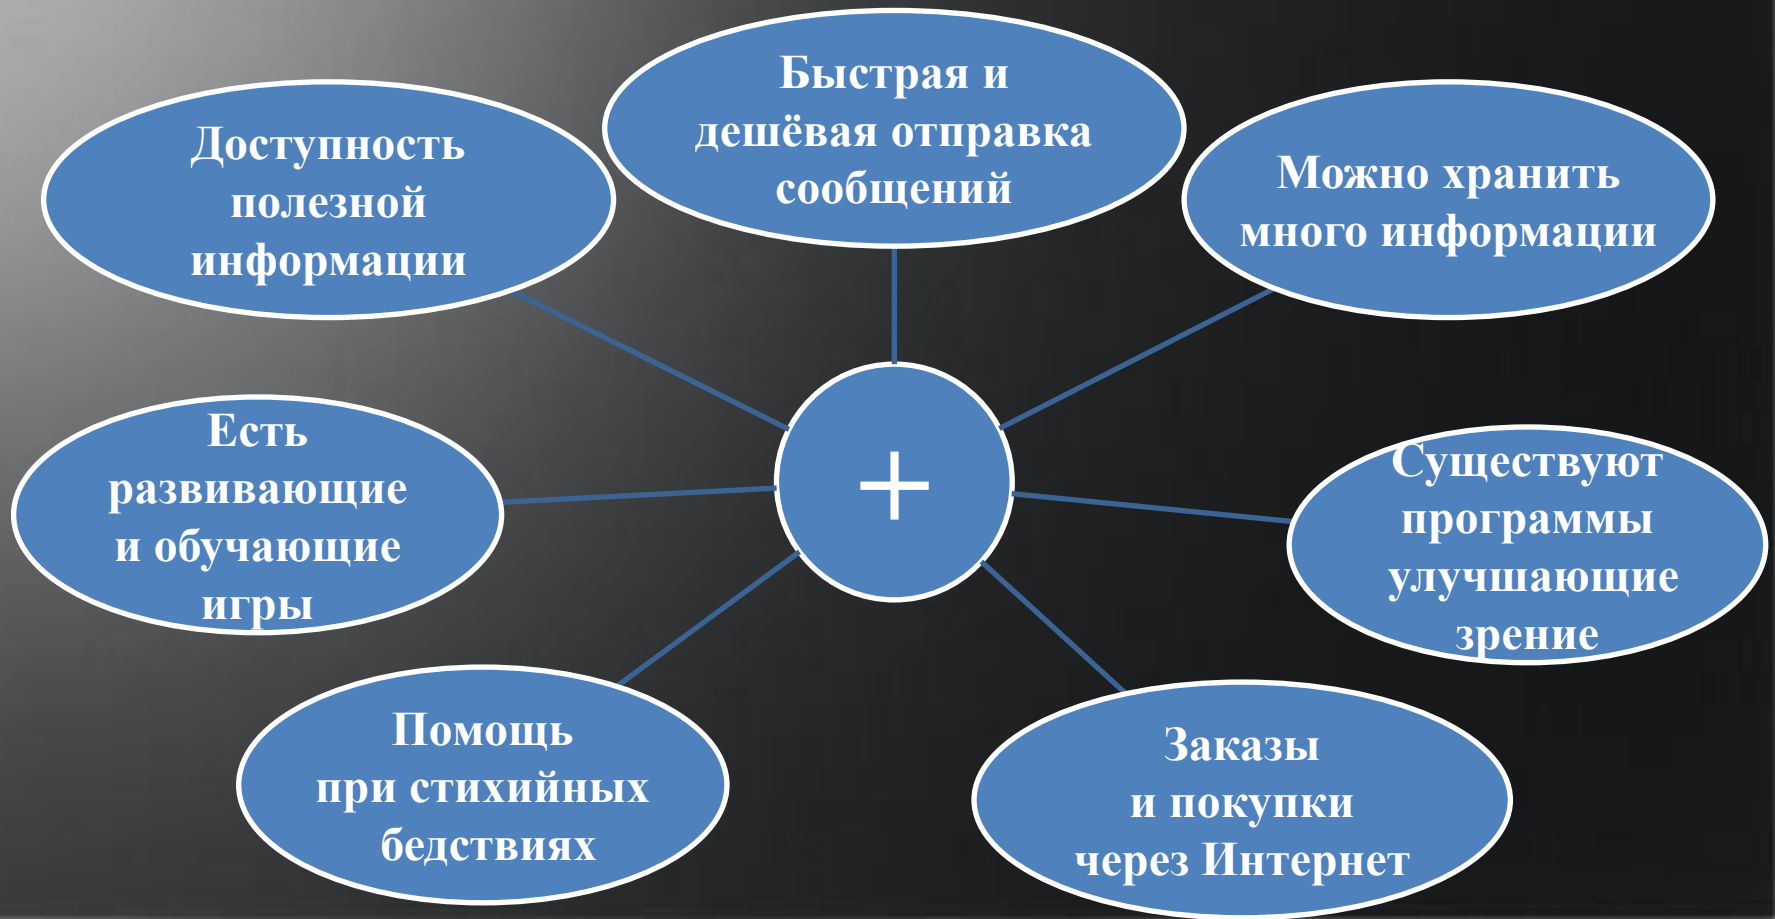 Быстрая и
дешёвая отправка
сообщений
Доступность
полезной
информации
Можно хранить
много информации
Есть
развивающие
и обучающие
игры
+
Существуют
программы
улучшающие
зрение
Помощь
при стихийных
бедствиях
Заказы
и покупки
через Интернет